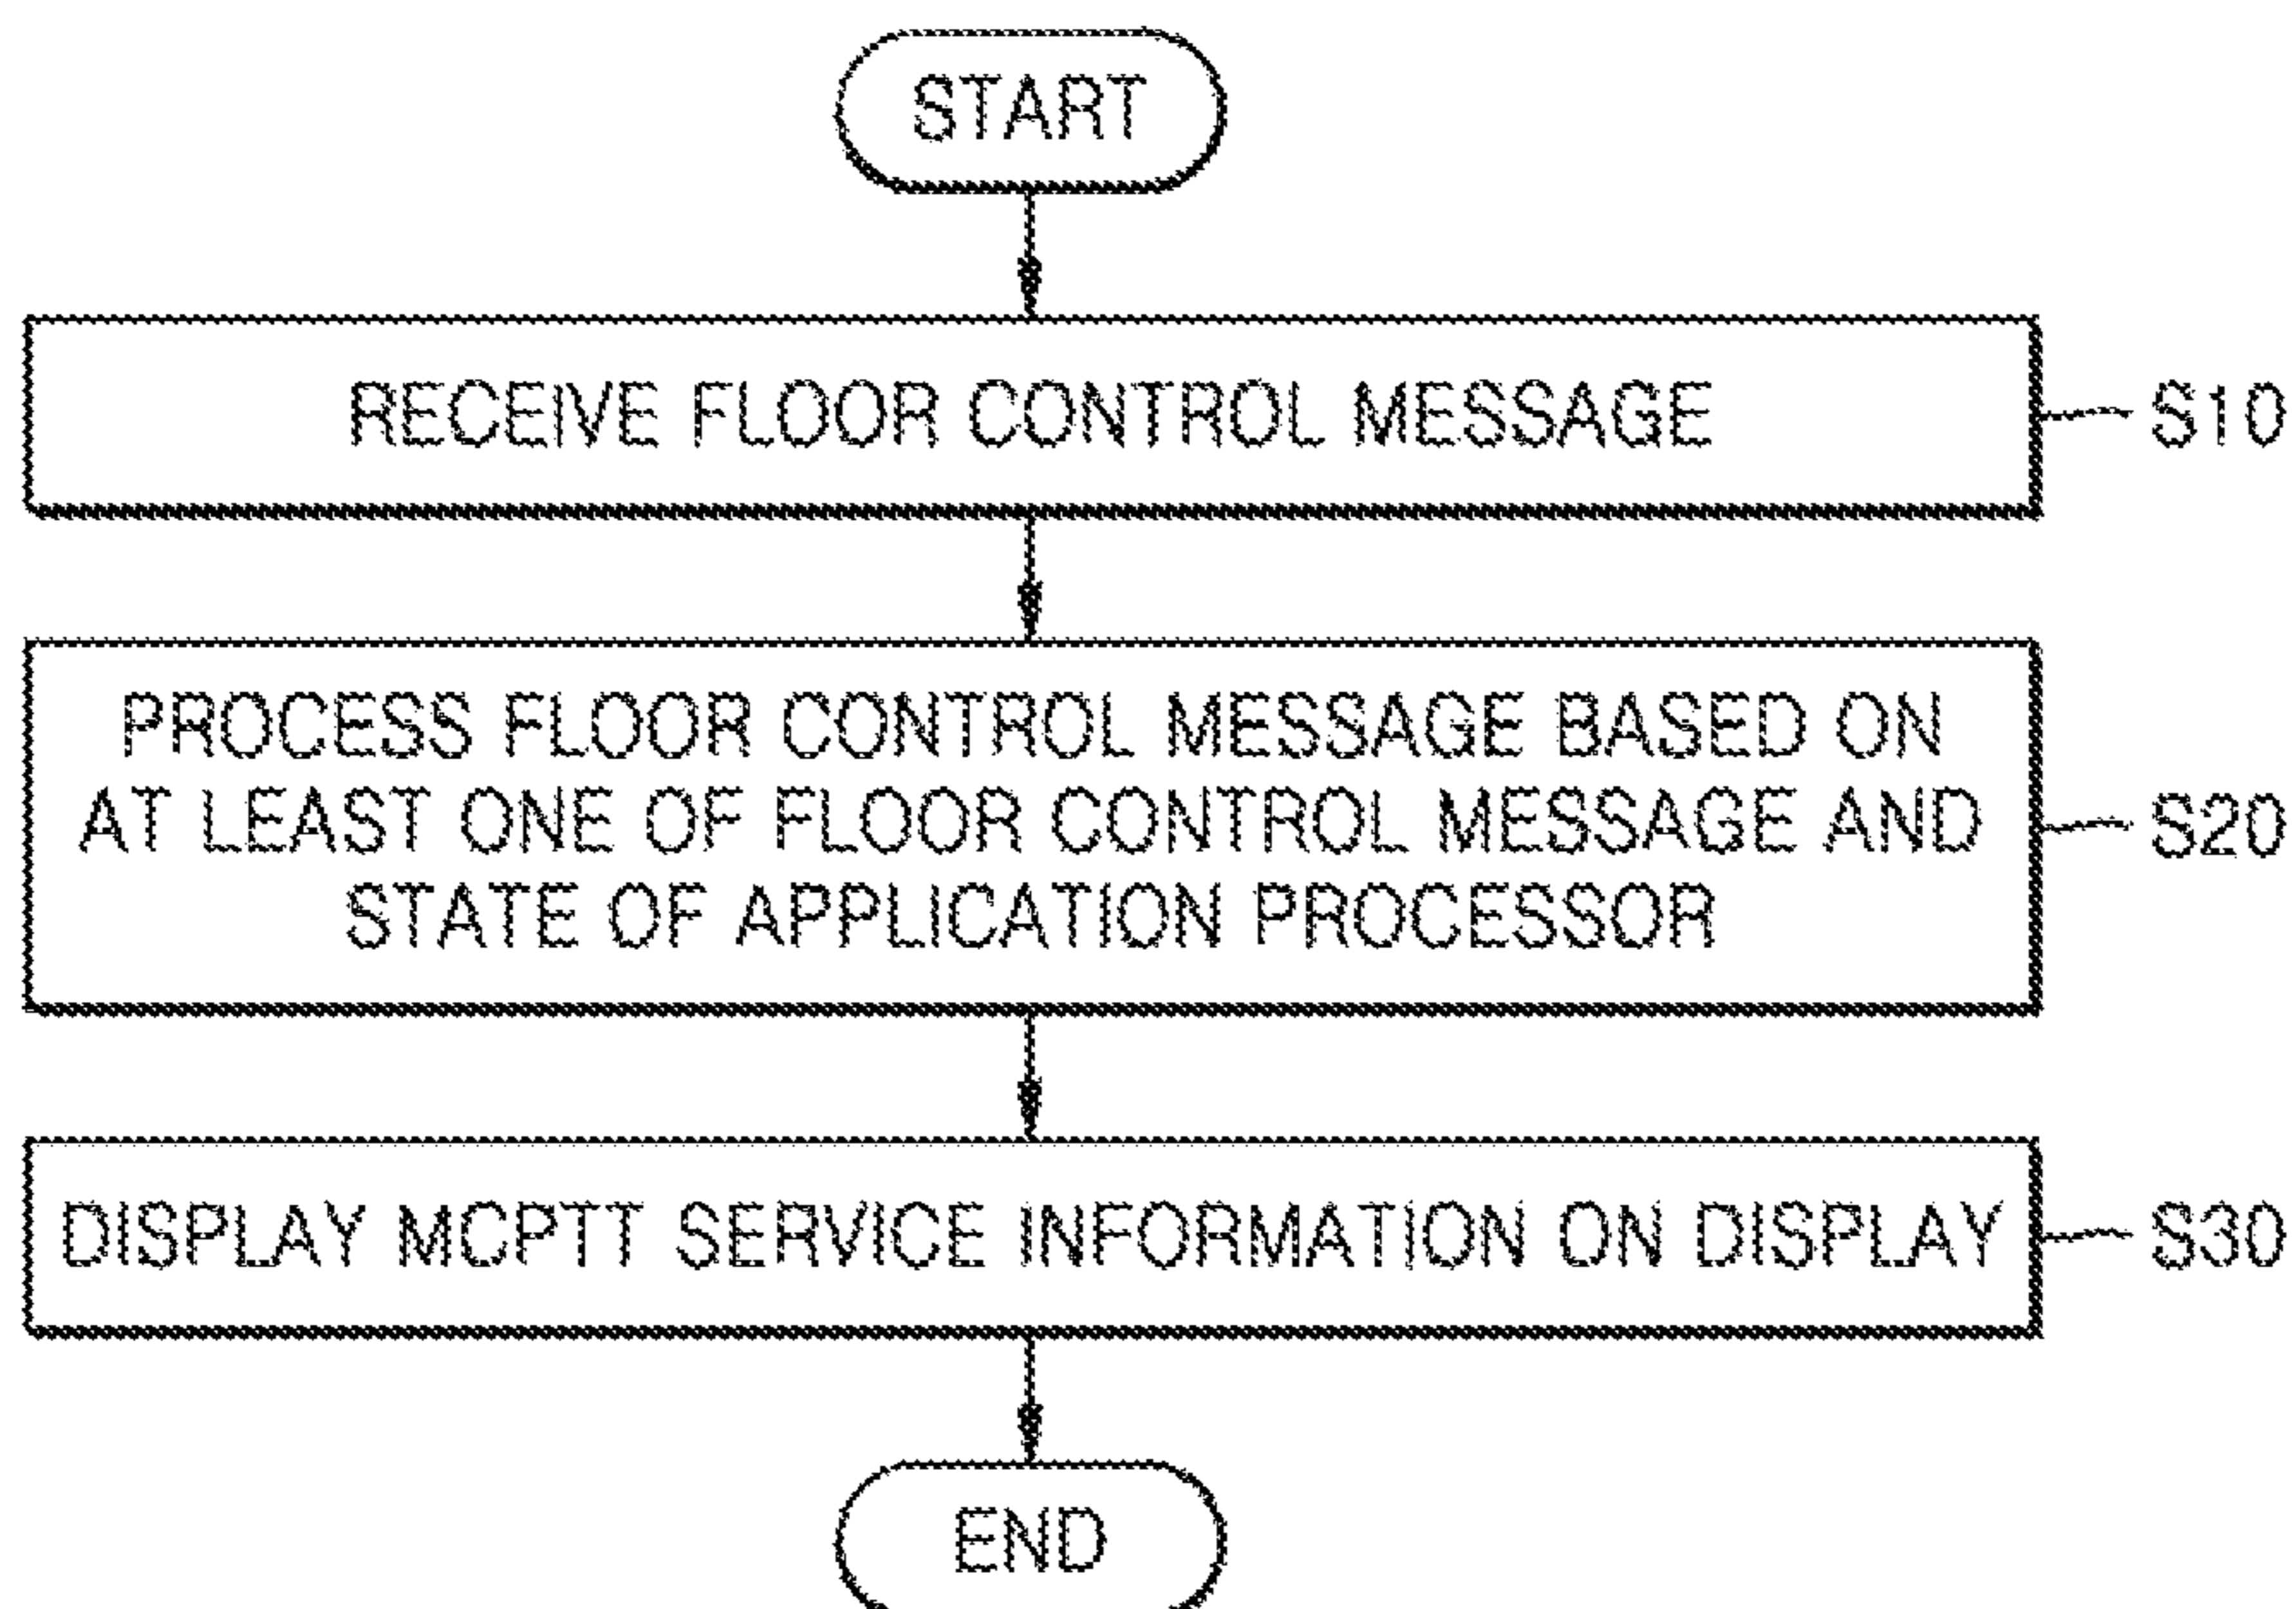 START
RECEIVE FLOOR CONTROL MESSAGE
S10
PROCESS FLOOR CONTROL MESSAGE BASED ON
AT LEAST ONE OF FLOOR CONTROL MESSAGE AND
STATE OF APPLICATION PROCESSOR
S20
DISPLAY MCPTT SERVICE INFORMATION ON DISPLAY
S30
END